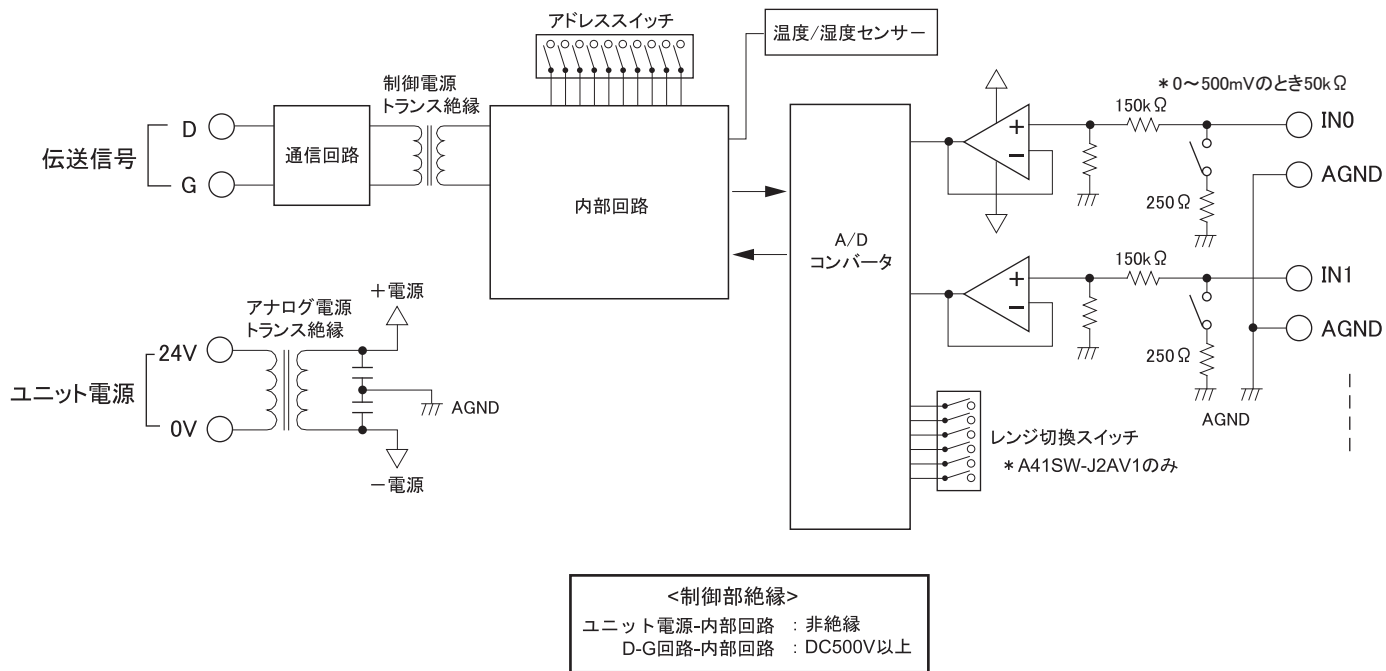 アドレススイッチ
温度/湿度センサー
制御電源
トランス絶縁
＊0～500mVのとき50kΩ
150kΩ
IN0
D
伝送信号
通信回路
G
AGND
250Ω
内部回路
A/D
コンバータ
150kΩ
IN1
＋電源
アナログ電源
トランス絶縁
AGND
24V
250Ω
ユニット電源
AGND
0V
AGND
レンジ切換スイッチ
＊A41SW-J2AV1のみ
－電源
<制御部絶縁>
ユニット電源-内部回路 : 非絶縁
D-G回路-内部回路 : DC500V以上